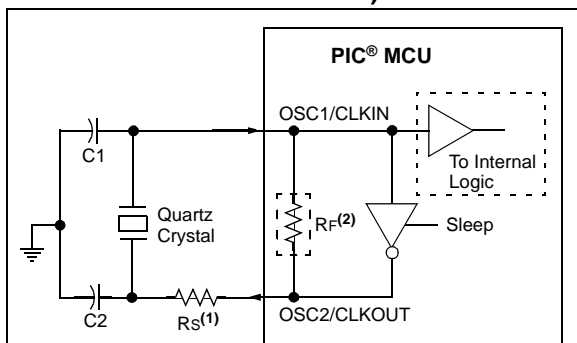 PIC® MCU
OSC1/CLKIN
C1
To Internal
Logic
Quartz
Crystal
RF(2)
Sleep
C2
RS(1)
OSC2/CLKOUT